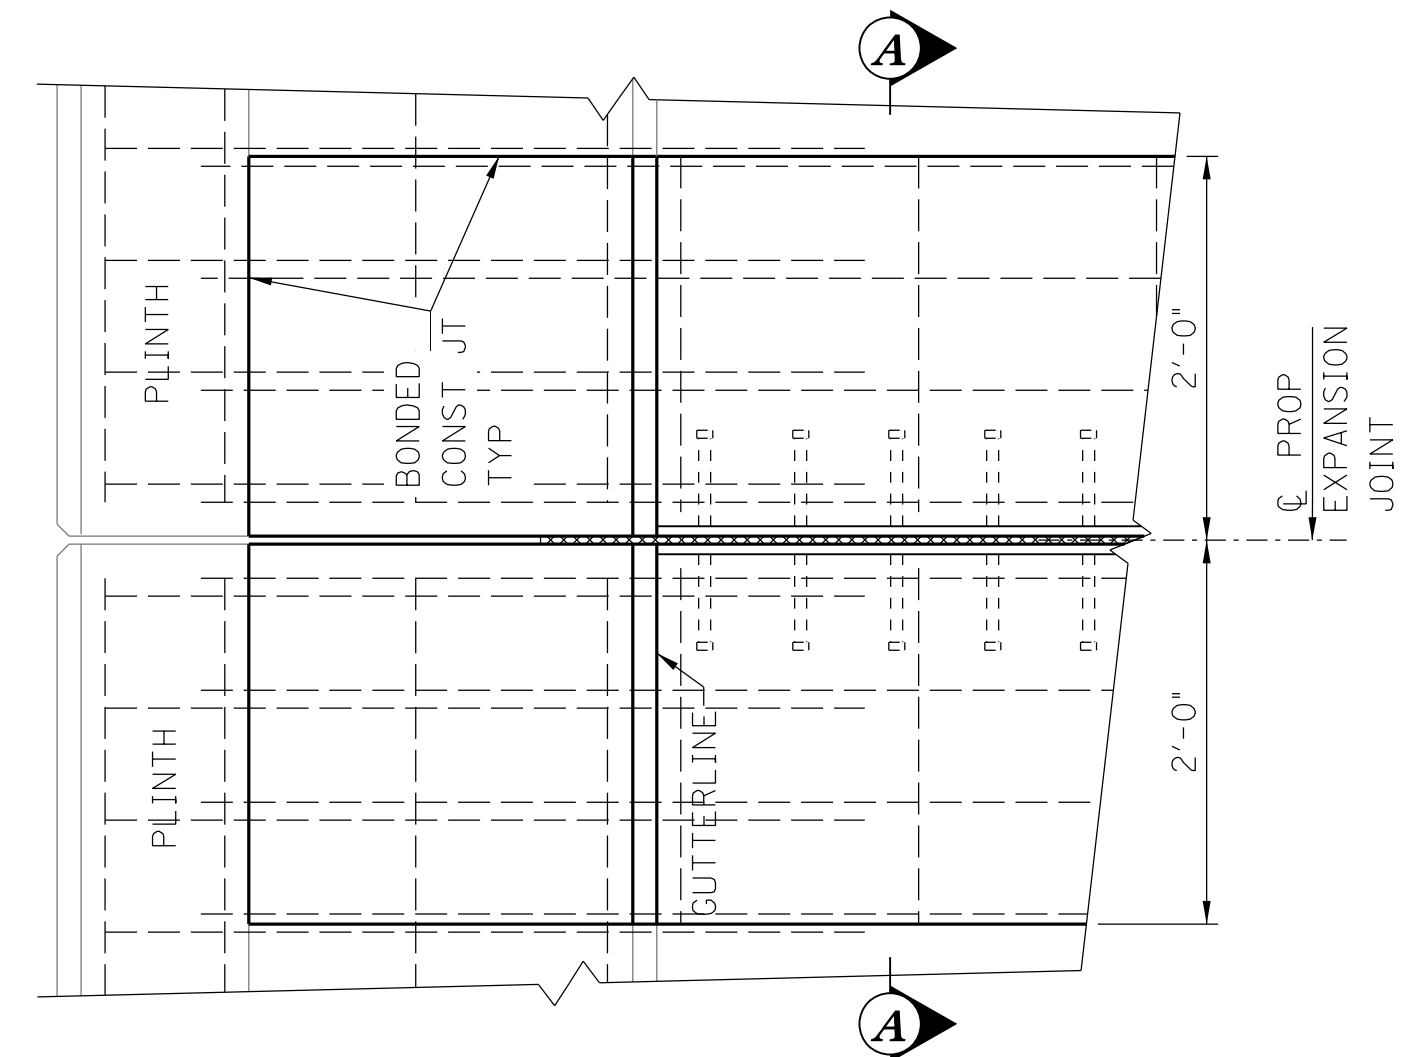 A
PLINTH
BONDED
CONST JT
TYP
2'-0"
℄ PROP
EXPANSION
JOINT
PLINTH
GUTTERLINE
2'-0"
A